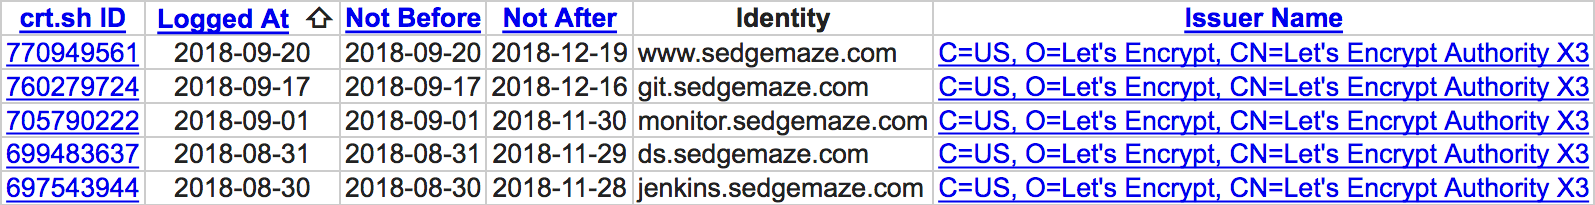 crt.sh ID Logged At ⇧ Not Before Not After Identity Issuer Name
770949561 2018-09-20 2018-09-20 2018-12-19 www.sedgemaze.com C=US, O=Let's Encrypt, CN=Let's Encrypt Authority X3
760279724 2018-09-17 2018-09-17 2018-12-16 git.sedgemaze.com C=US, O=Let's Encrypt, CN=Let's Encrypt Authority X3
705790222 2018-09-01 2018-09-01 2018-11-30 monitor.sedgemaze.com C=US, O=Let's Encrypt, CN=Let's Encrypt Authority X3
699483637 2018-08-31 2018-08-31 2018-11-29 ds.sedgemaze.com C=US, O=Let's Encrypt, CN=Let's Encrypt Authority X3
697543944 2018-08-30 2018-08-30 2018-11-28 jenkins.sedgemaze.com C=US, O=Let's Encrypt, CN=Let's Encrypt Authority X3